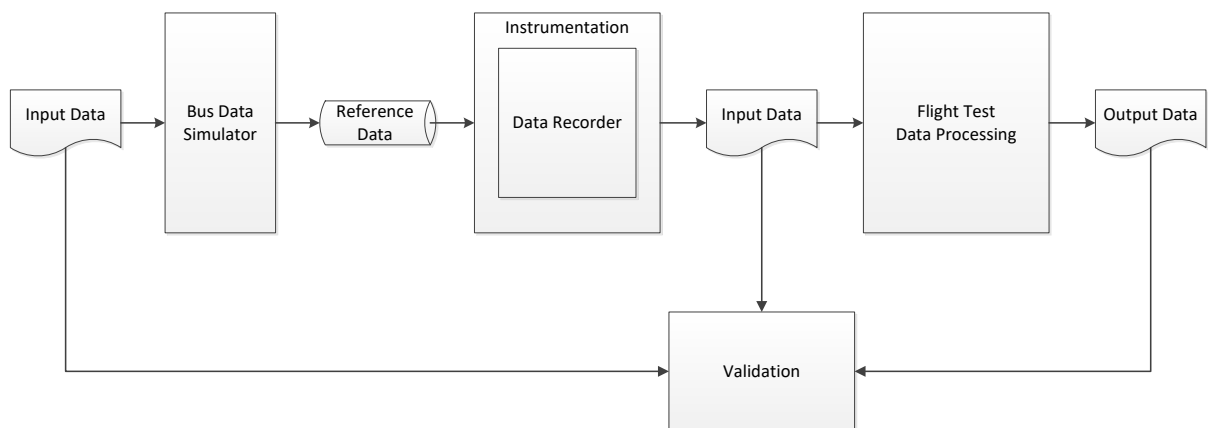 Instrumentation
Input Data
Bus Data
Simulator
Reference
Data
Data Recorder
Input Data
Flight Test
Data Processing
Output Data
Validation